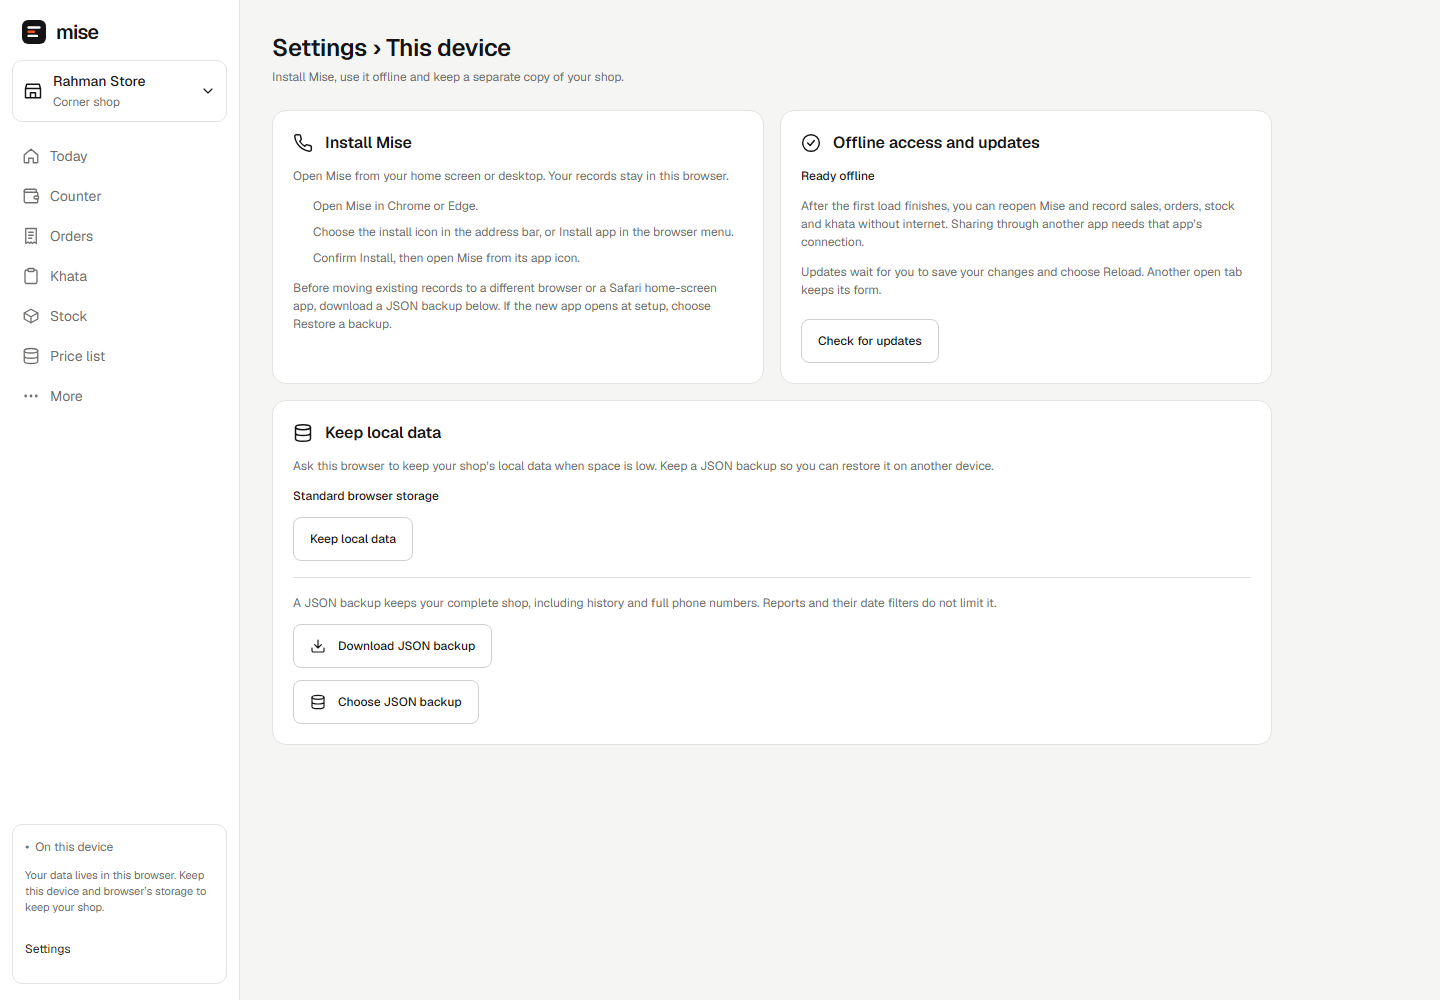 mise
Rahman Store
Corner shop
Today
Counter
Orders
Khata
Stock
Price list
More
• On this device
Your data lives in this browser. Keep
this device and browser's storage to
keep your shop.
Settings
Settings › This device
Install Mise, use it offline and keep a separate copy of your shop.
Install Mise
Open Mise from your home screen or desktop. Your records stay in this browser.
Open Mise in Chrome or Edge.
Choose the install icon in the address bar, or Install app in the browser menu.
Confirm Install, then open Mise from its app icon.
Before moving existing records to a different browser or a Safari home-screen
app, download a JSON backup below. If the new app opens at setup, choose
Restore a backup.
Offline access and updates
Ready offline
After the first load finishes, you can reopen Mise and record sales, orders, stock
and khata without internet. Sharing through another app needs that app's
connection.
Updates wait for you to save your changes and choose Reload. Another open tab
keeps its form.
Check for updates
Keep local data
Ask this browser to keep your shop's local data when space is low. Keep a JSON backup so you can restore it on another device.
Standard browser storage
Keep local data
A JSON backup keeps your complete shop, including history and full phone numbers. Reports and their date filters do not limit it.
Download JSON backup
Choose JSON backup